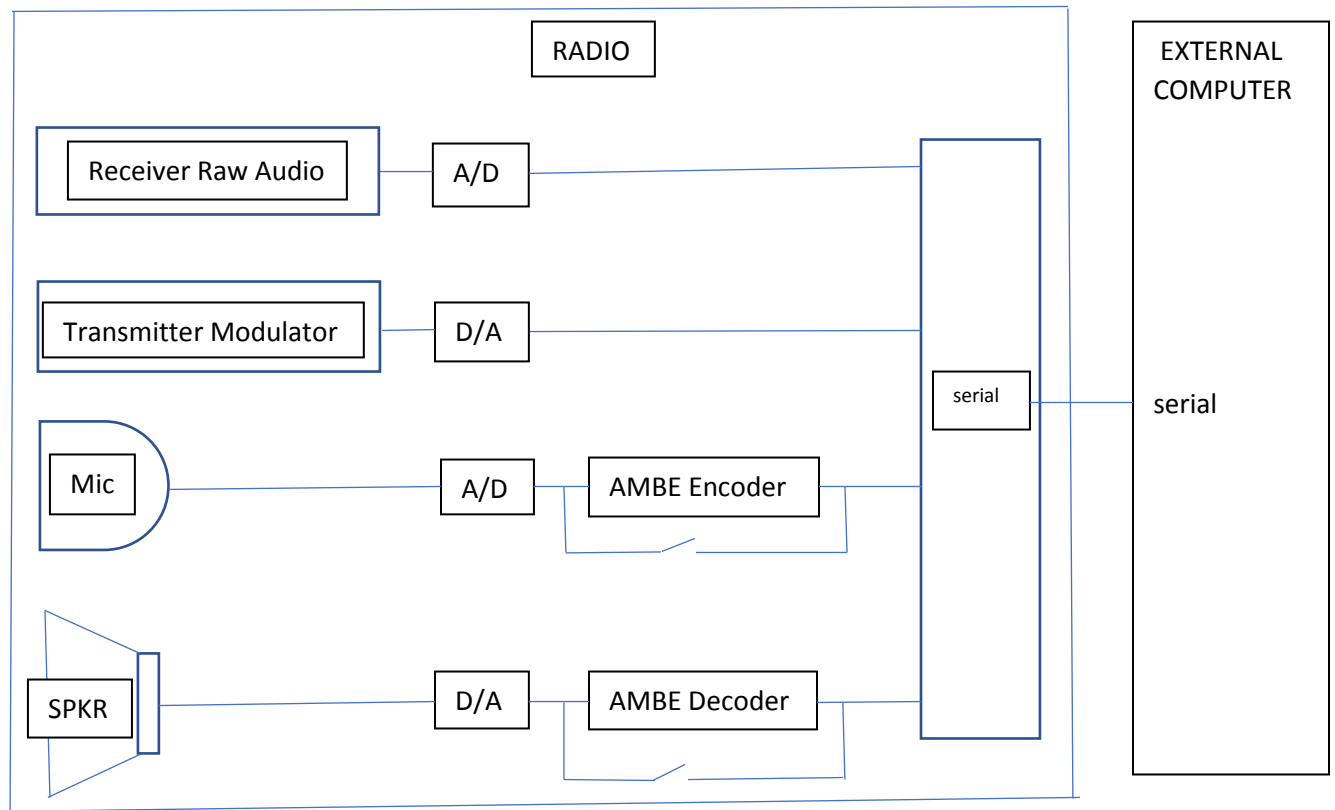 RADIO
EXTERNAL
COMPUTER
Receiver Raw Audio
A/D
Transmitter Modulator
D/A
serial
serial
Mic
A/D
AMBE Encoder
SPKR
D/A
AMBE Decoder